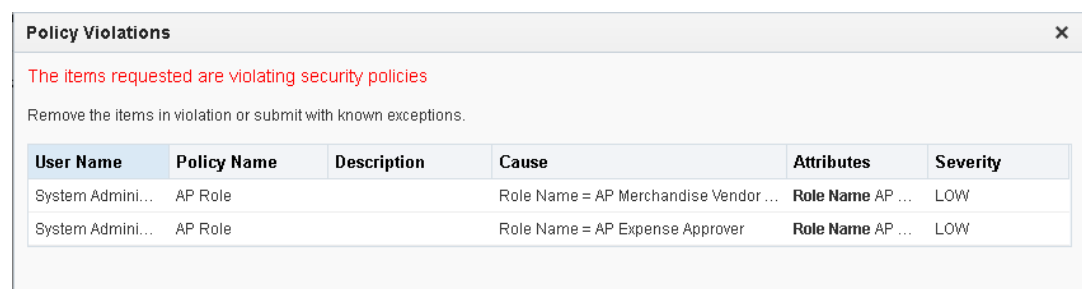 Policy Violations
The items requested are violating security policies
Remove the items in violation or submit with known exceptions.
User Name Policy Name Description Cause Attributes Severity
System Admini... AP Role Role Name = AP Merchandise Vendor ... Role Name AP ... LOW
System Admini... AP Role Role Name = AP Expense Approver Role Name AP ... LOW